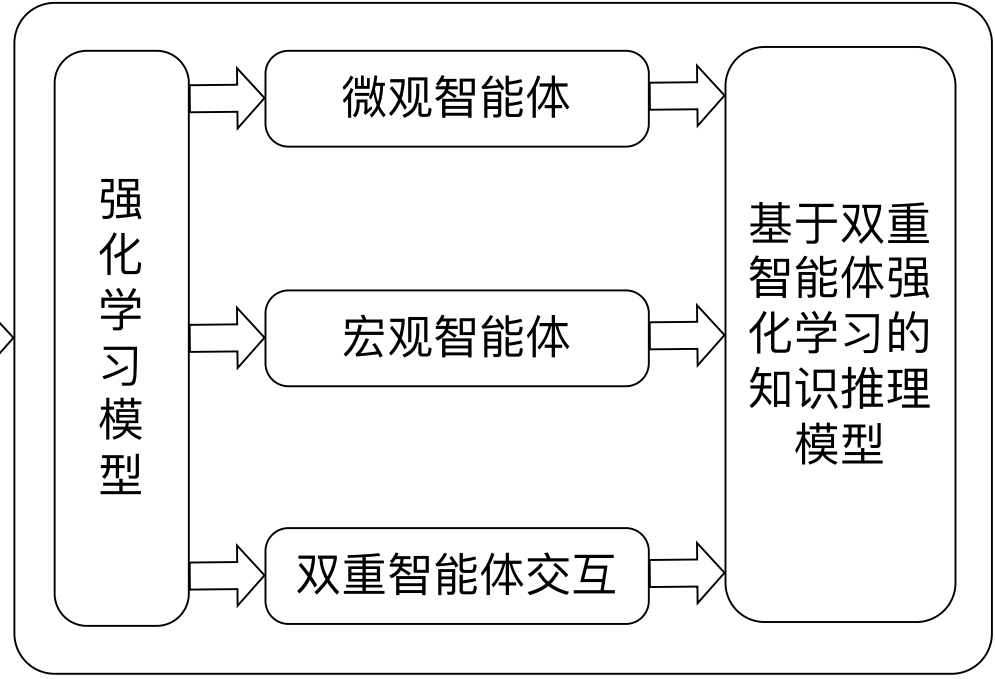 强
化
学
习
模
型
微观智能体
宏观智能体
双重智能体交互
基于双重
智能体强
化学习的
知识推理
模型